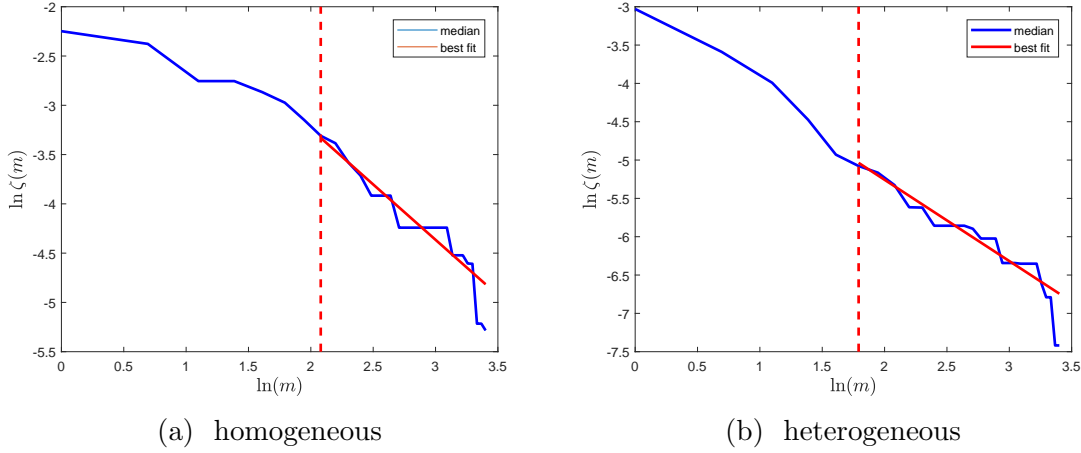 -2
-2.5
-3
-3.5
-4
-4.5
-5
-5.5
ln ζ(m)
median
best fit
0 0.5 1 1.5 2 2.5 3 3.5
ln(m)
(a) homogeneous
-3
-3.5
-4
-4.5
-5
-5.5
-6
-6.5
-7
-7.5
ln ζ(m)
median
best fit
0 0.5 1 1.5 2 2.5 3 3.5
ln(m)
(b) heterogeneous